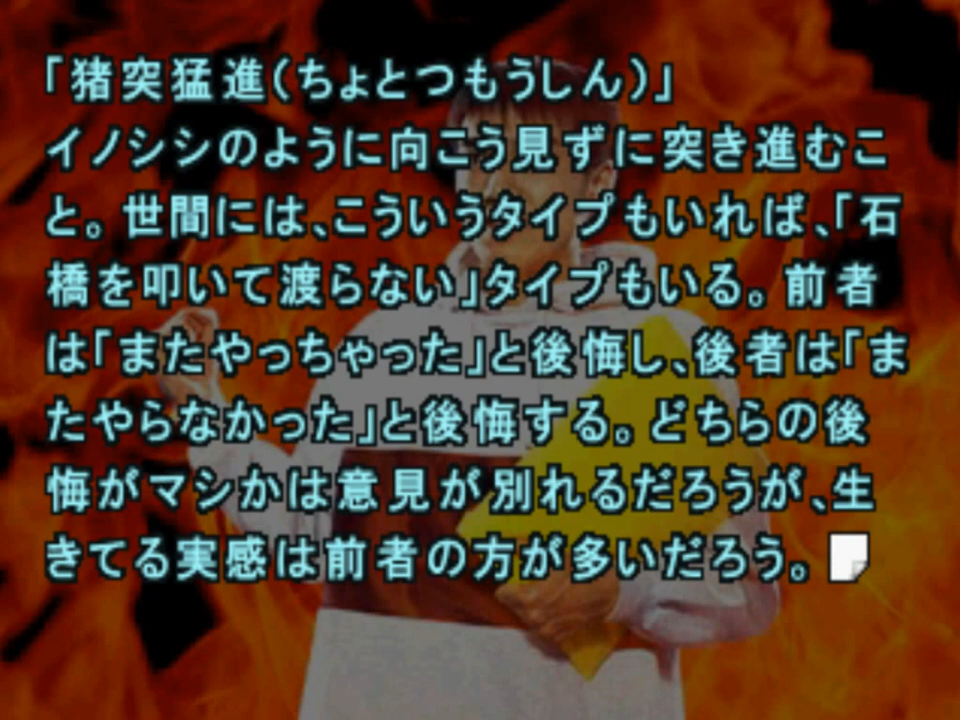 「猪突猛進(ちょとつもうしん)」
イノシシのように向こう見ずに突き進むこ
と。世間には、こういうタイプもいれば、「石
橋を叩いて渡らない」タイプもいる。前者
は「またやっちゃった」と後悔し、後者は「ま
たやらなかった」と後悔する。どちらの後
悔がマシかは意見が別れるだろうが、生
きてる実感は前者の方が多いだろう。